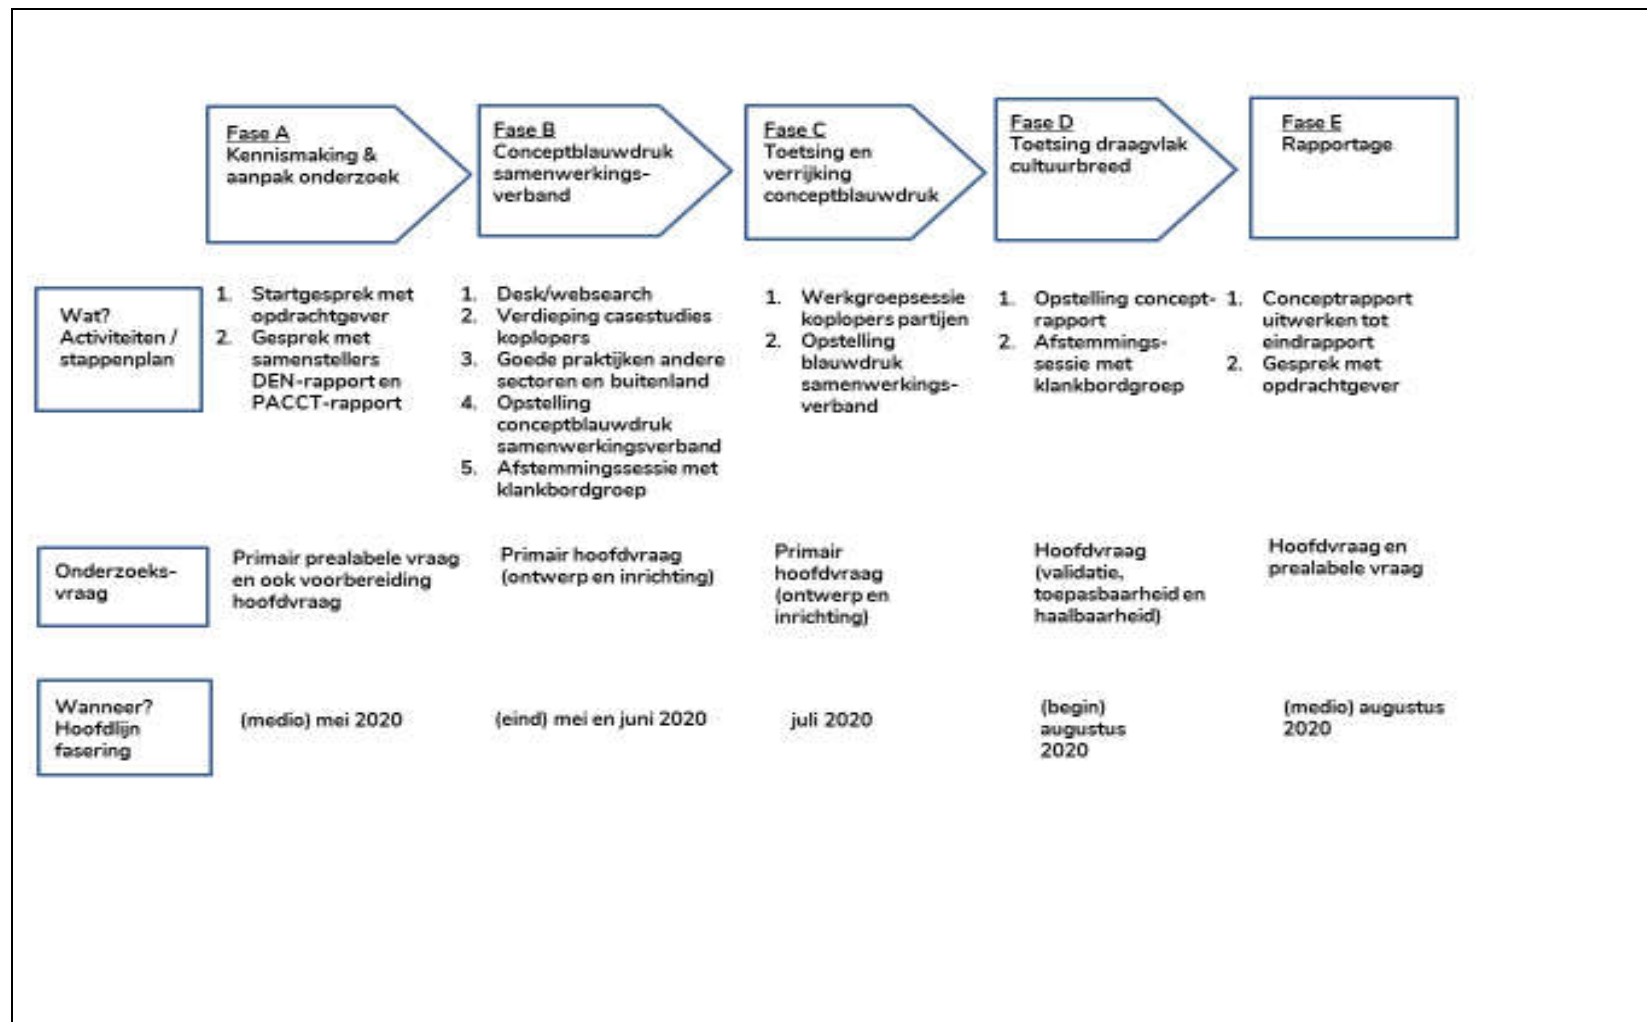 Fase A
Kennismaking &
aanpak onderzoek
Fase B
Conceptblauwdruk
samenwerkings-
verband
Fase C
Toetsing en
verrijking
conceptblauwdruk
Fase D
Toetsing draagvlak
cultuurbreed
Fase E
Rapportage
Wat?
Activiteiten /
stappenplan
1. Startgesprek met
opdrachtgever
2. Gesprek met
samenstellers
DEN-rapport en
PACCT-rapport
1. Desk/websearch
2. Verdieping casestudies
koplopers
3. Goede praktijken andere
sectoren en buitenland
4. Opstelling
conceptblauwdruk
samenwerkingsverband
5. Afstemmingssessie met
klankbordgroep
1. Werkgroepsessie
koplopers partijen
2. Opstelling
blauwdruk
samenwerkings-
verband
1. Opstelling concept-
rapport
2. Afstemmings-
sessie met
klankbordgroep
1. Conceptrapport
uitwerken tot
eindrapport
2. Gesprek met
opdrachtgever
Onderzoeks-
vraag
Primair prealabele vraag
en ook voorbereiding
hoofdvraag
Primair hoofdvraag
(ontwerp en inrichting)
Primair
hoofdvraag
(ontwerp en
inrichting)
Hoofdvraag
(validatie,
toepasbaarheid en
haalbaarheid)
Hoofdvraag en
prealabele vraag
Wanneer?
Hoofdlijn
fasering
(medio) mei 2020
(eind) mei en juni 2020
juli 2020
(begin)
augustus
2020
(medio) augustus
2020